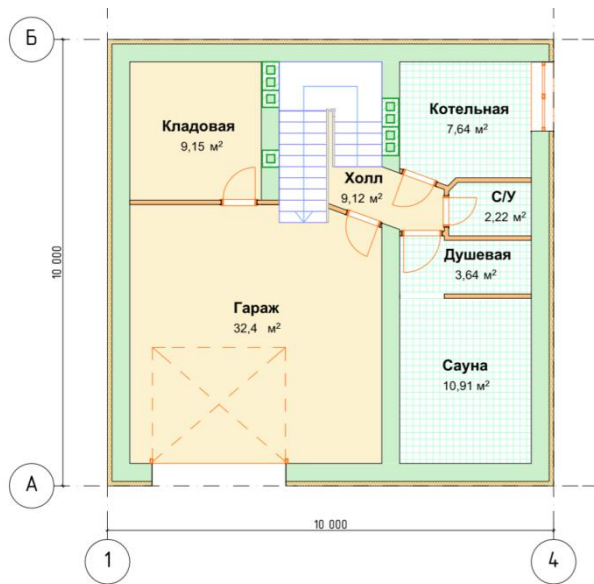 Б
Кладовая
9,15 м²
Котельная
7,64 м²
Холл
9,12 м²
С/У
2,22 м²
Душевая
3,64 м²
Гараж
32,4 м²
Сауна
10,91 м²
10 000
А
10 000
1
4